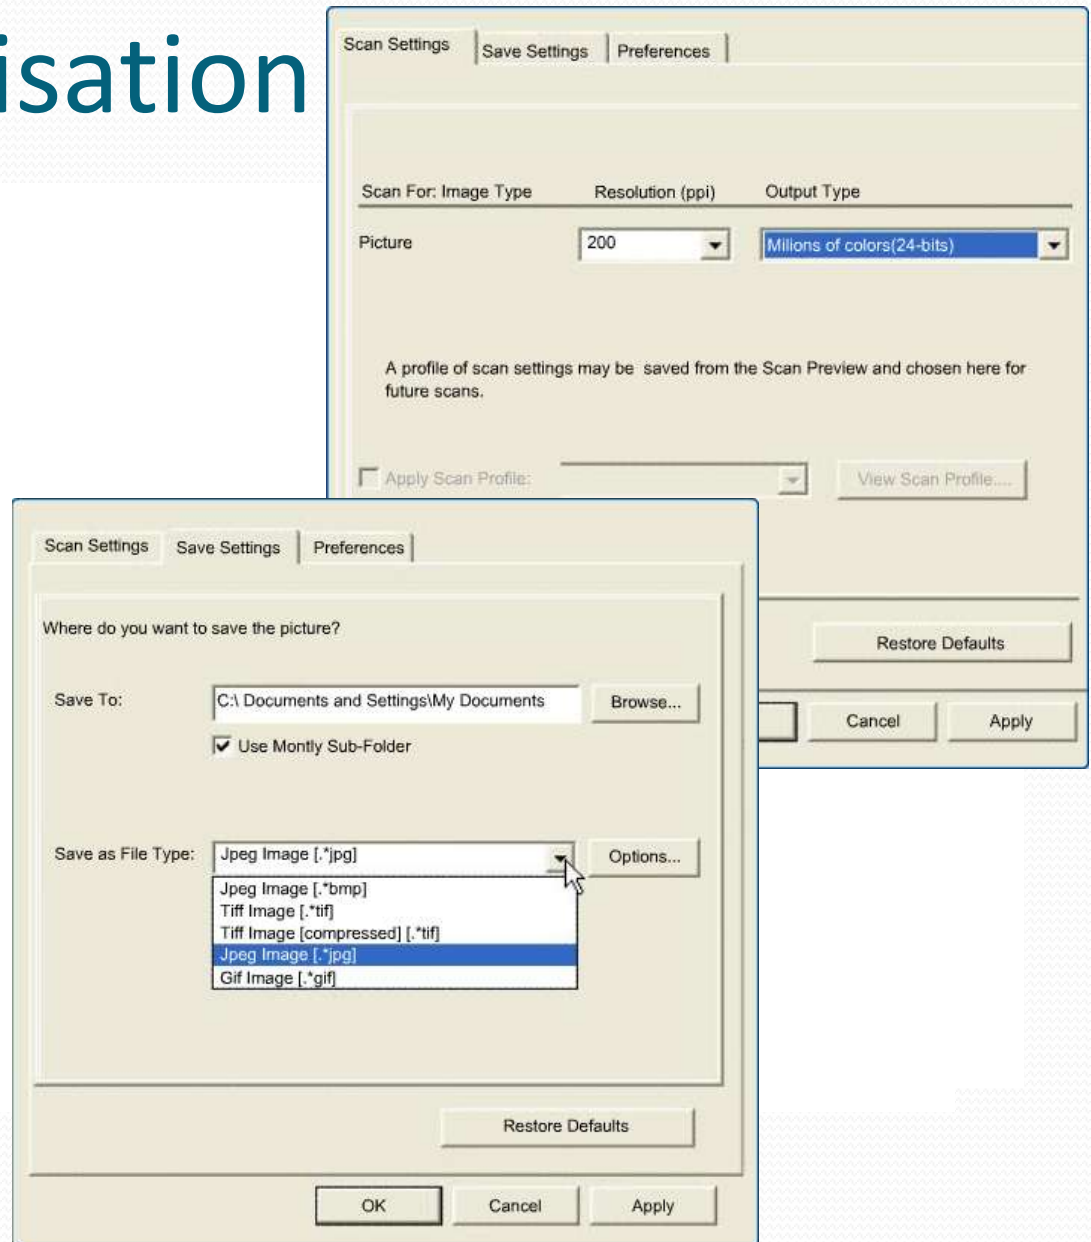 isation
Scan Settings Save Settings Preferences
Scan For: Image Type Resolution (ppi) Output Type
Picture 200 Milions of colors(24-bits)
A profile of scan settings may be saved from the Scan Preview and chosen here for
future scans.
Apply Scan Profile: View Scan Profile....
Restore Defaults
Cancel Apply
Scan Settings Save Settings Preferences
Where do you want to save the picture?
Save To: C:\ Documents and Settings\My Documents Browse...
Use Montly Sub-Folder
Save as File Type: Jpeg Image [.*jpg] Options...
Jpeg Image [.*bmp]
Tiff Image [.*tif]
Tiff Image [compressed] [.*tif]
Jpeg Image [.*jpg]
Gif Image [.*gif]
Restore Defaults
OK Cancel Apply